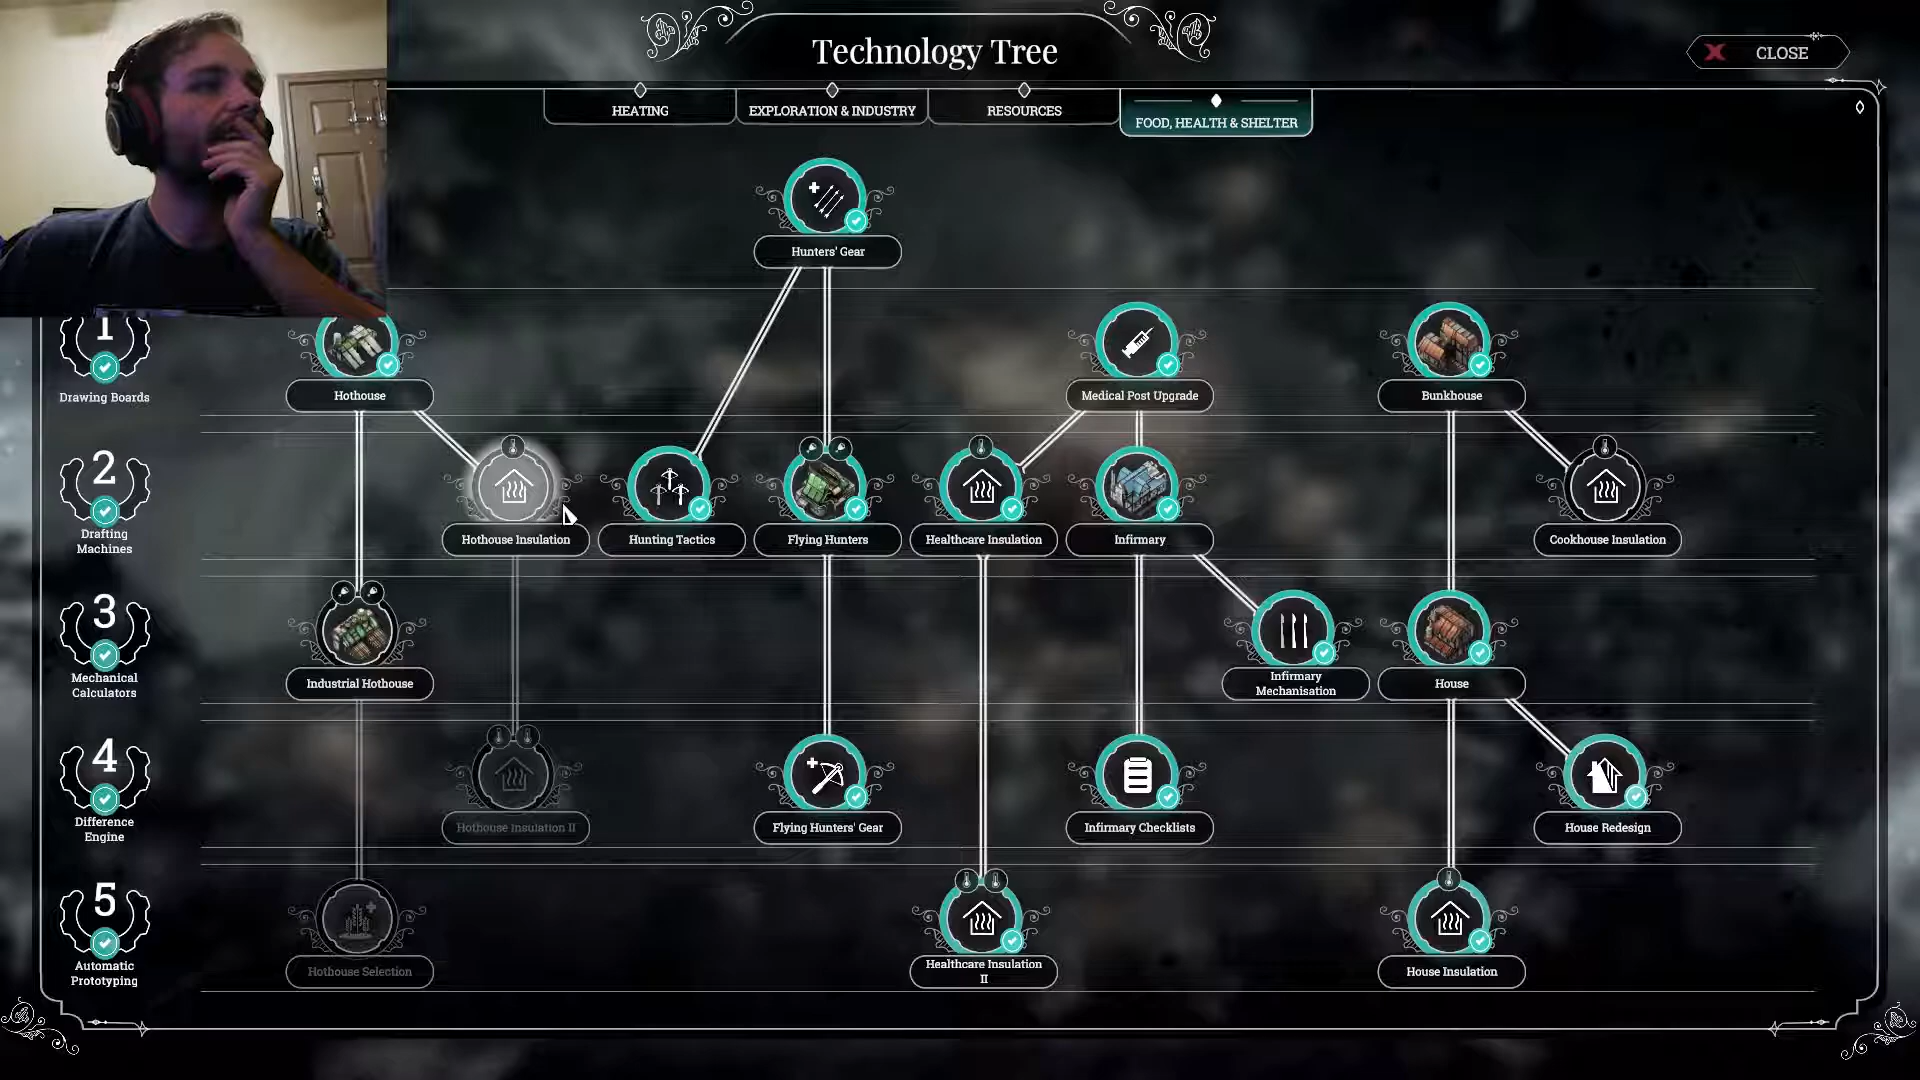 Technology Tree
CLOSE
HEATING
EXPLORATION & INDUSTRY
RESOURCES
FOOD, HEALTH & SHELTER
Hunters' Gear
1
Drawing Boards
Hothouse
Medical Post Upgrade
Bunkhouse
2
Drafting
Machines
Hothouse Insulation
Hunting Tactics
Flying Hunters
Healthcare Insulation
Infirmary
Cookhouse Insulation
3
Mechanical
Calculators
Industrial Hothouse
Infirmary
Mechanisation
House
4
Difference
Engine
Hothouse Insulation II
Flying Hunters' Gear
Infirmary Checklists
House Redesign
5
Automatic
Prototyping
Hothouse Selection
Healthcare Insulation
II
House Insulation